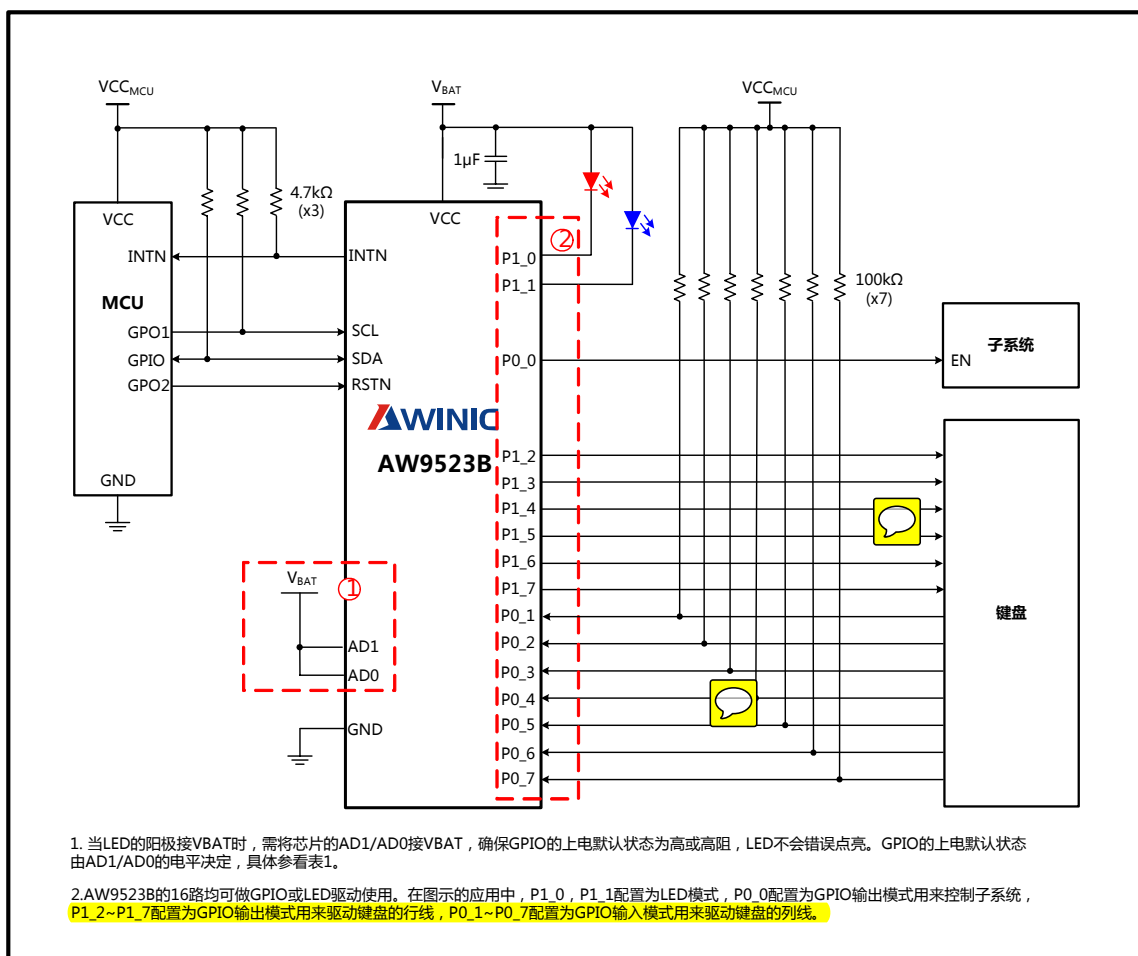 VCCMCU
VBAT
VCCMCU
1μF
4.7kΩ
(x3)
VCC
VCC
②
INTN
INTN
P1_0
P1_1
100kΩ
(x7)
MCU
GPO1
SCL
子系统
GPIO
SDA
P0_0
EN
GPO2
RSTN
AWINIC
AW9523B
P1_2
P1_3
GND
P1_4
P1_5
P1_6
VBAT
①
P1_7
P0_1
键盘
AD1
P0_2
AD0
P0_3
P0_4
GND
P0_5
P0_6
P0_7
1. 当LED的阳极接VBAT时，需将芯片的AD1/AD0接VBAT，确保GPIO的上电默认状态为高或高阻，LED不会错误点亮。GPIO的上电默认状态
由AD1/AD0的电平决定，具体参看表1。
2.AW9523B的16路均可做GPIO或LED驱动使用。在图示的应用中，P1_0，P1_1配置为LED模式，P0_0配置为GPIO输出模式用来控制子系统，
P1_2~P1_7配置为GPIO输出模式用来驱动键盘的行线，P0_1~P0_7配置为GPIO输入模式用来驱动键盘的列线。